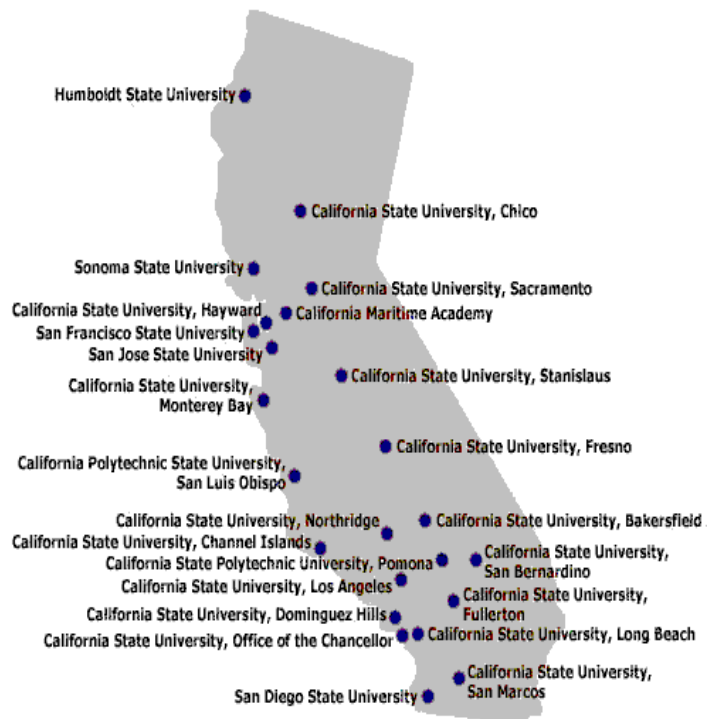 Humboldt State University
California State University, Chico
Sonoma State University
California State University, Sacramento
California State University, Hayward
California Maritime Academy
San Francisco State University
San Jose State University
California State University, Stanislaus
California State University,
Monterey Bay
California State University, Fresno
California Polytechnic State University,
San Luis Obispo
California State University, Northridge
California State University, Bakersfield
California State University, Channel Islands
California State Polytechnic University, Pomona
California State University,
San Bernardino
California State University, Los Angeles
California State University,
Fullerton
California State University, Dominguez Hills
California State University, Office of the Chancellor
California State University, Long Beach
California State University,
San Marcos
San Diego State University